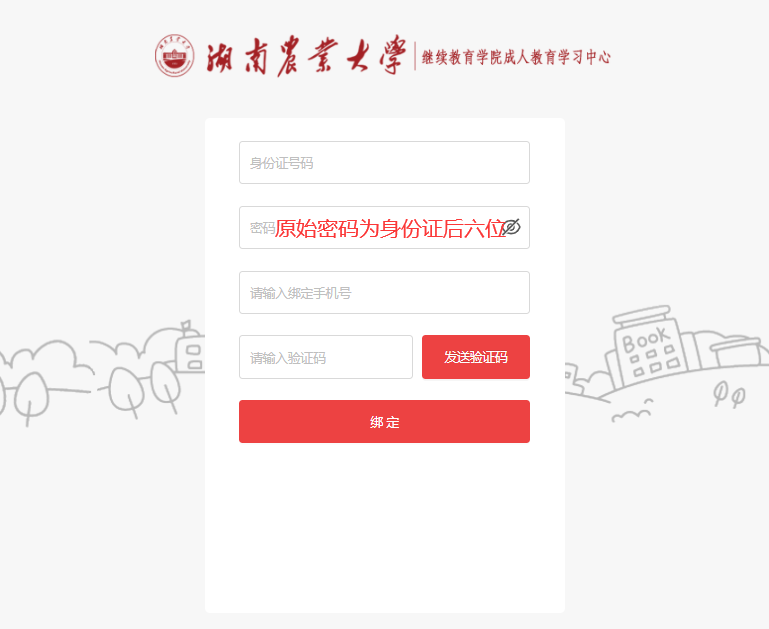 湖南农业大学 继续教育学院成人教育学习中心
身份证号码
密码原始密码为身份证后六位
请输入绑定手机号
请输入验证码 发送验证码
绑 定
Book